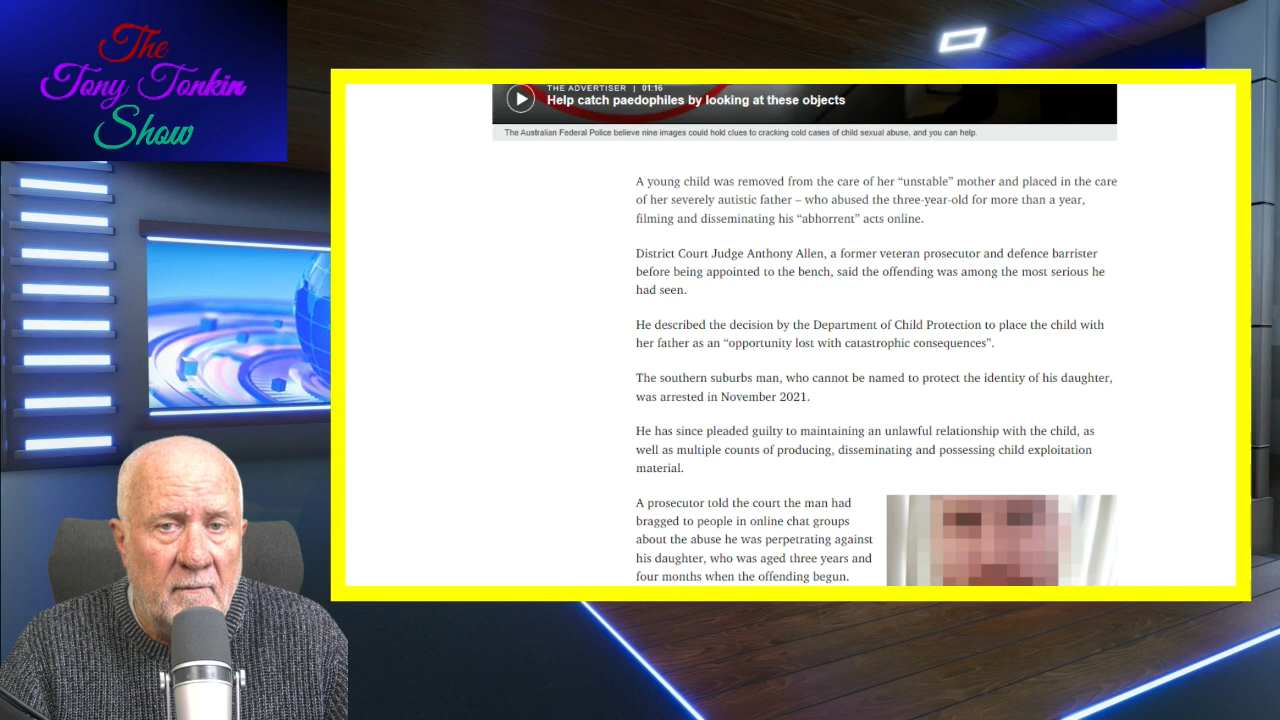 The
Tony Tonkin
Show
THE ADVERTISER | 01:16
Help catch paedophiles by looking at these objects
The Australian Federal Police believe nine images could hold clues to cracking cold cases of child sexual abuse, and you can help.
A young child was removed from the care of her “unstable” mother and placed in the care
of her severely autistic father – who abused the three-year-old for more than a year,
filming and disseminating his “abhorrent” acts online.
District Court Judge Anthony Allen, a former veteran prosecutor and defence barrister
before being appointed to the bench, said the offending was among the most serious he
had seen.
He described the decision by the Department of Child Protection to place the child with
her father as an “opportunity lost with catastrophic consequences”.
The southern suburbs man, who cannot be named to protect the identity of his daughter,
was arrested in November 2021.
He has since pleaded guilty to maintaining an unlawful relationship with the child, as
well as multiple counts of producing, disseminating and possessing child exploitation
material.
A prosecutor told the court the man had
bragged to people in online chat groups
about the abuse he was perpetrating against
his daughter, who was aged three years and
four months when the offending begun.